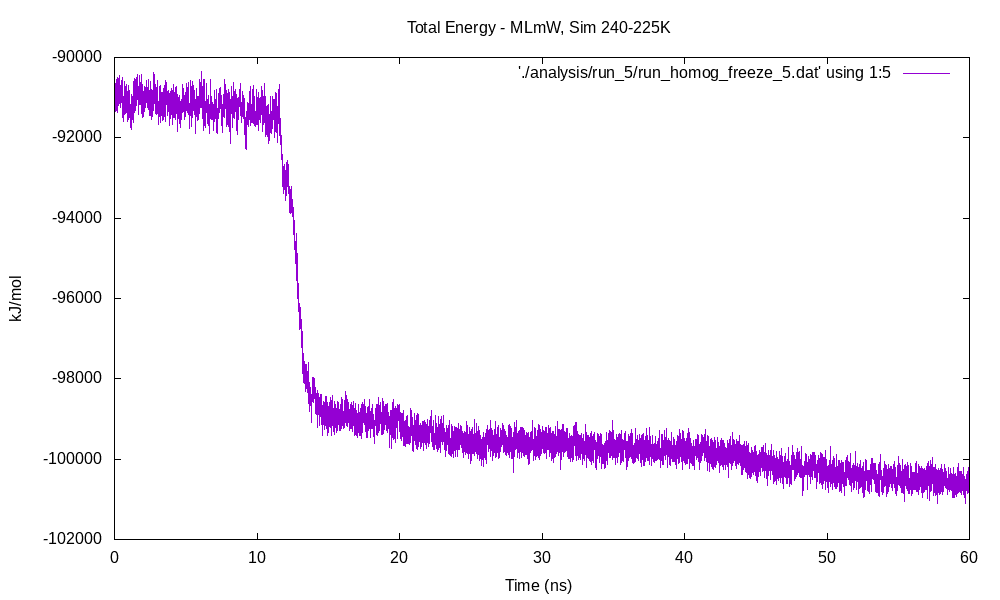 Total Energy - MLmW, Sim 240-225K
'./analysis/run_5/run_homog_freeze_5.dat' using 1:5
-90000
-92000
-94000
-96000
-98000
-100000
-102000
kJ/mol
0 10 20 30 40 50 60
Time (ns)